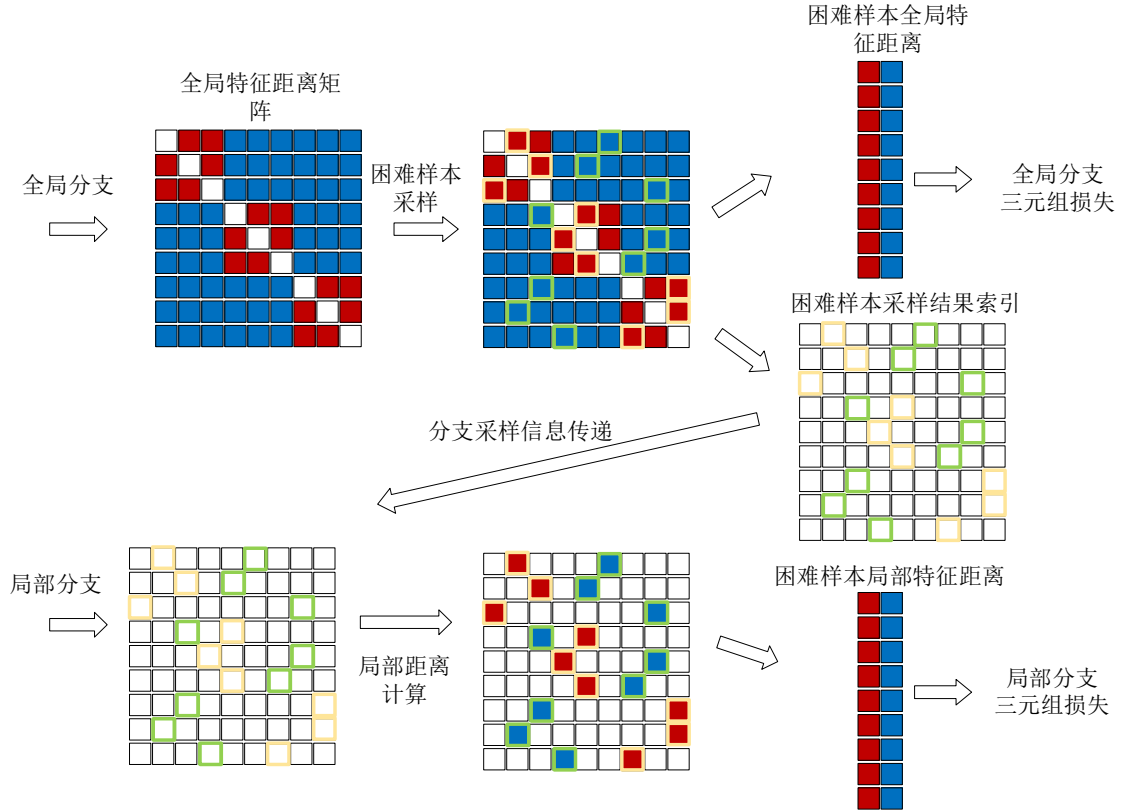 困难样本全局特
征距离
全局特征距离矩
阵
全局分支
困难样本
采样
全局分支
三元组损失
困难样本采样结果索引
分支采样信息传递
局部分支
局部距离
计算
困难样本局部特征距离
局部分支
三元组损失